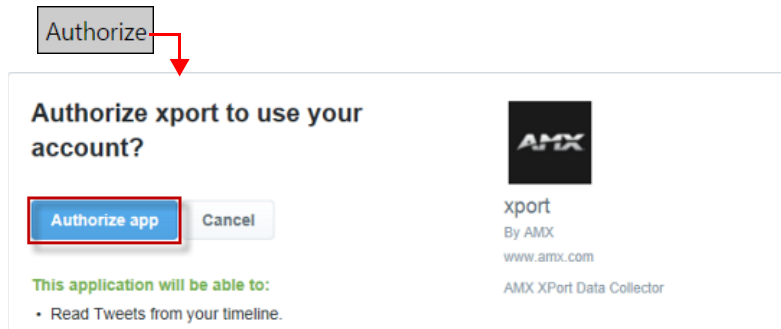 Authorize
Authorize xport to use your
account?
Authorize app
Cancel
This application will be able to:
• Read Tweets from your timeline.
AMX
xport
By AMX
www.amx.com
AMX XPort Data Collector